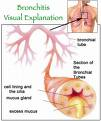 Bronchitis
Visual Explanation
bronchial
tube
Section of
the Bronchial
Tubes
cell lining and
the cilia
mucus gland
excess mucus